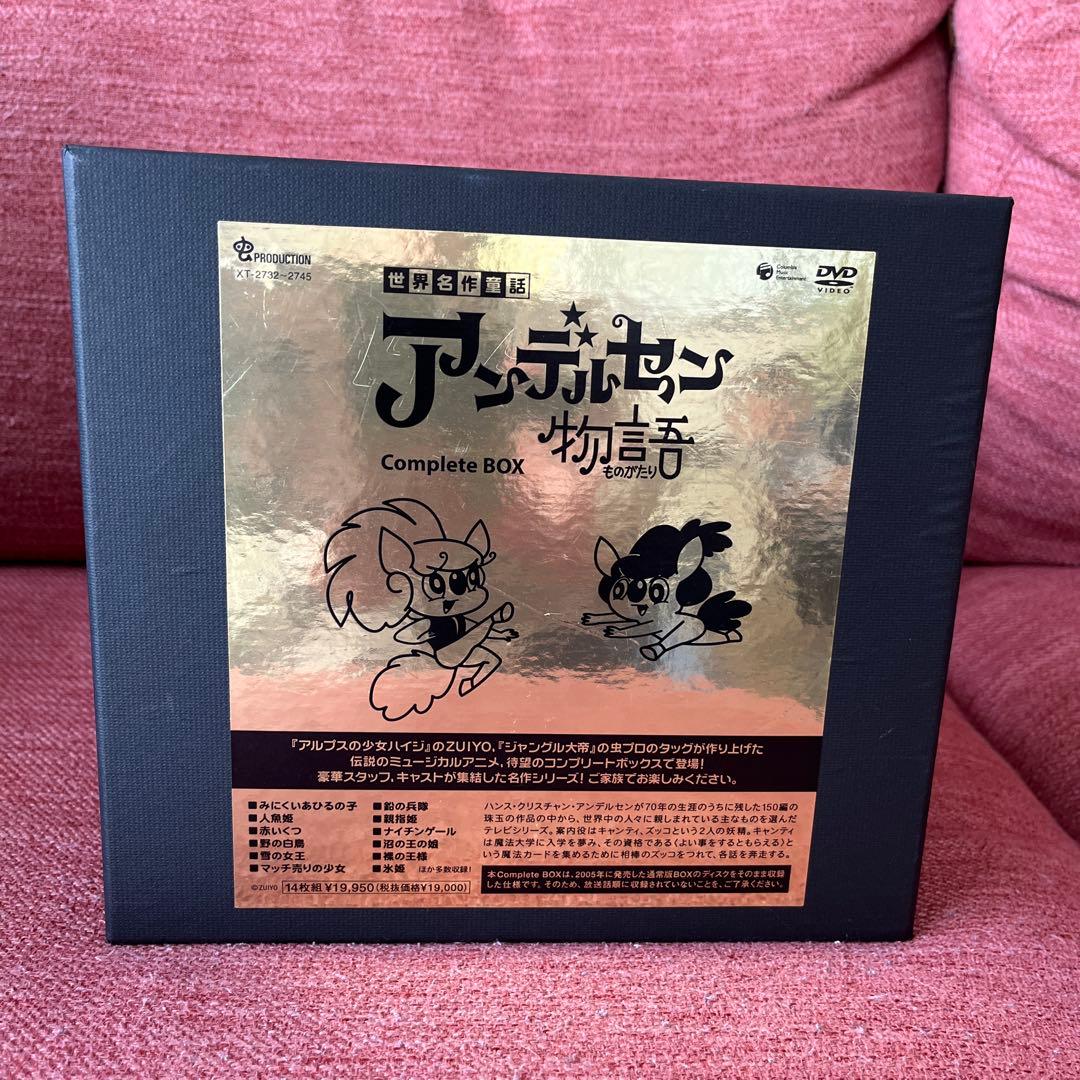 虫 PRODUCTION
XT-2732~2745
Columbia
Music
Entertainment
DVD
VIDEO
世界名作童話
アンデルセン
物語
ものがたり
Complete BOX
『アルプスの少女ハイジ』のZUIYO,『ジャングル大帝』の虫プロのタッグが作り上げた
伝説のミュージカルアニメ,待望のコンプリートボックスで登場!
豪華スタッフ,キャストが集結した名作シリーズ!ご家族でお楽しみください。
■みにくいあひるの子
■人魚姫
■赤いくつ
■野の白鳥
■雪の女王
■マッチ売りの少女
■鉛の兵隊
■親指姫
■ナイチンゲール
■沼の王の娘
■裸の王様
■氷姫 ほか多数収録!
©ZUIYO 14枚組 ¥19,950(税抜価格¥19,000)
ハンス・クリスチャン・アンデルセンが70年の生涯のうちに残した150編の
珠玉の作品の中から、世界中の人々に親しまれている主なものを選んだ
テレビシリーズ。案内役はキャンティ、ズッコという2人の妖精。キャンティ
は魔法大学に入学を夢み、その資格である〈よい事をするともらえる〉と
いう魔法カードを集めるために相棒のズッコをつれて、各話を奔走する。
本Complete BOXは、2005年に発売した通常版BOXのディスクをそのまま収録
した仕様です。そのため、放送話順に収録されていないことを、ご了承ください。